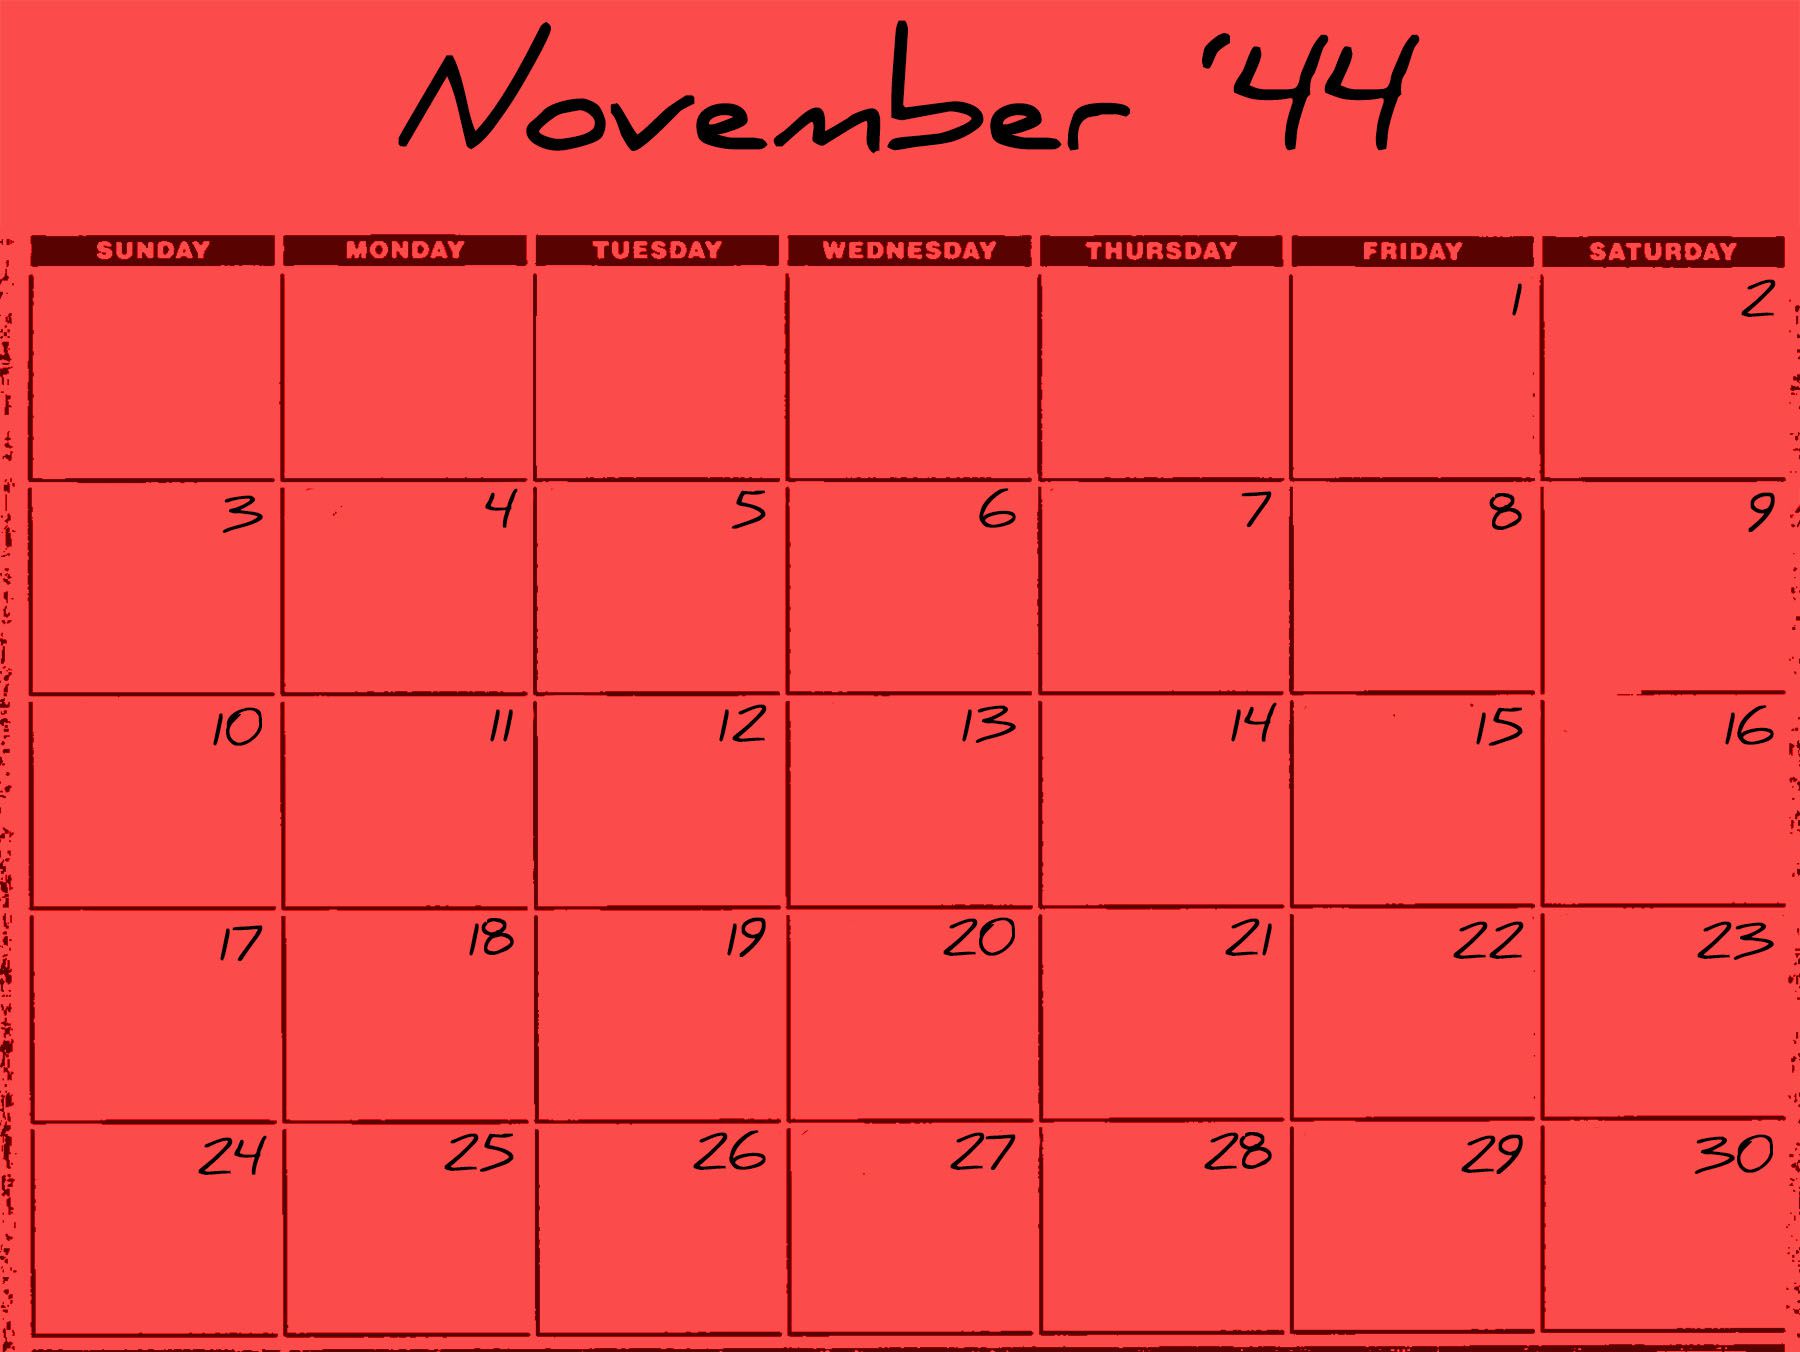 November '44
SUNDAY MONDAY TUESDAY WEDNESDAY THURSDAY FRIDAY SATURDAY
1 2
3 4 5 6 7 8 9
10 11 12 13 14 15 16
17 18 19 20 21 22 23
24 25 26 27 28 29 30